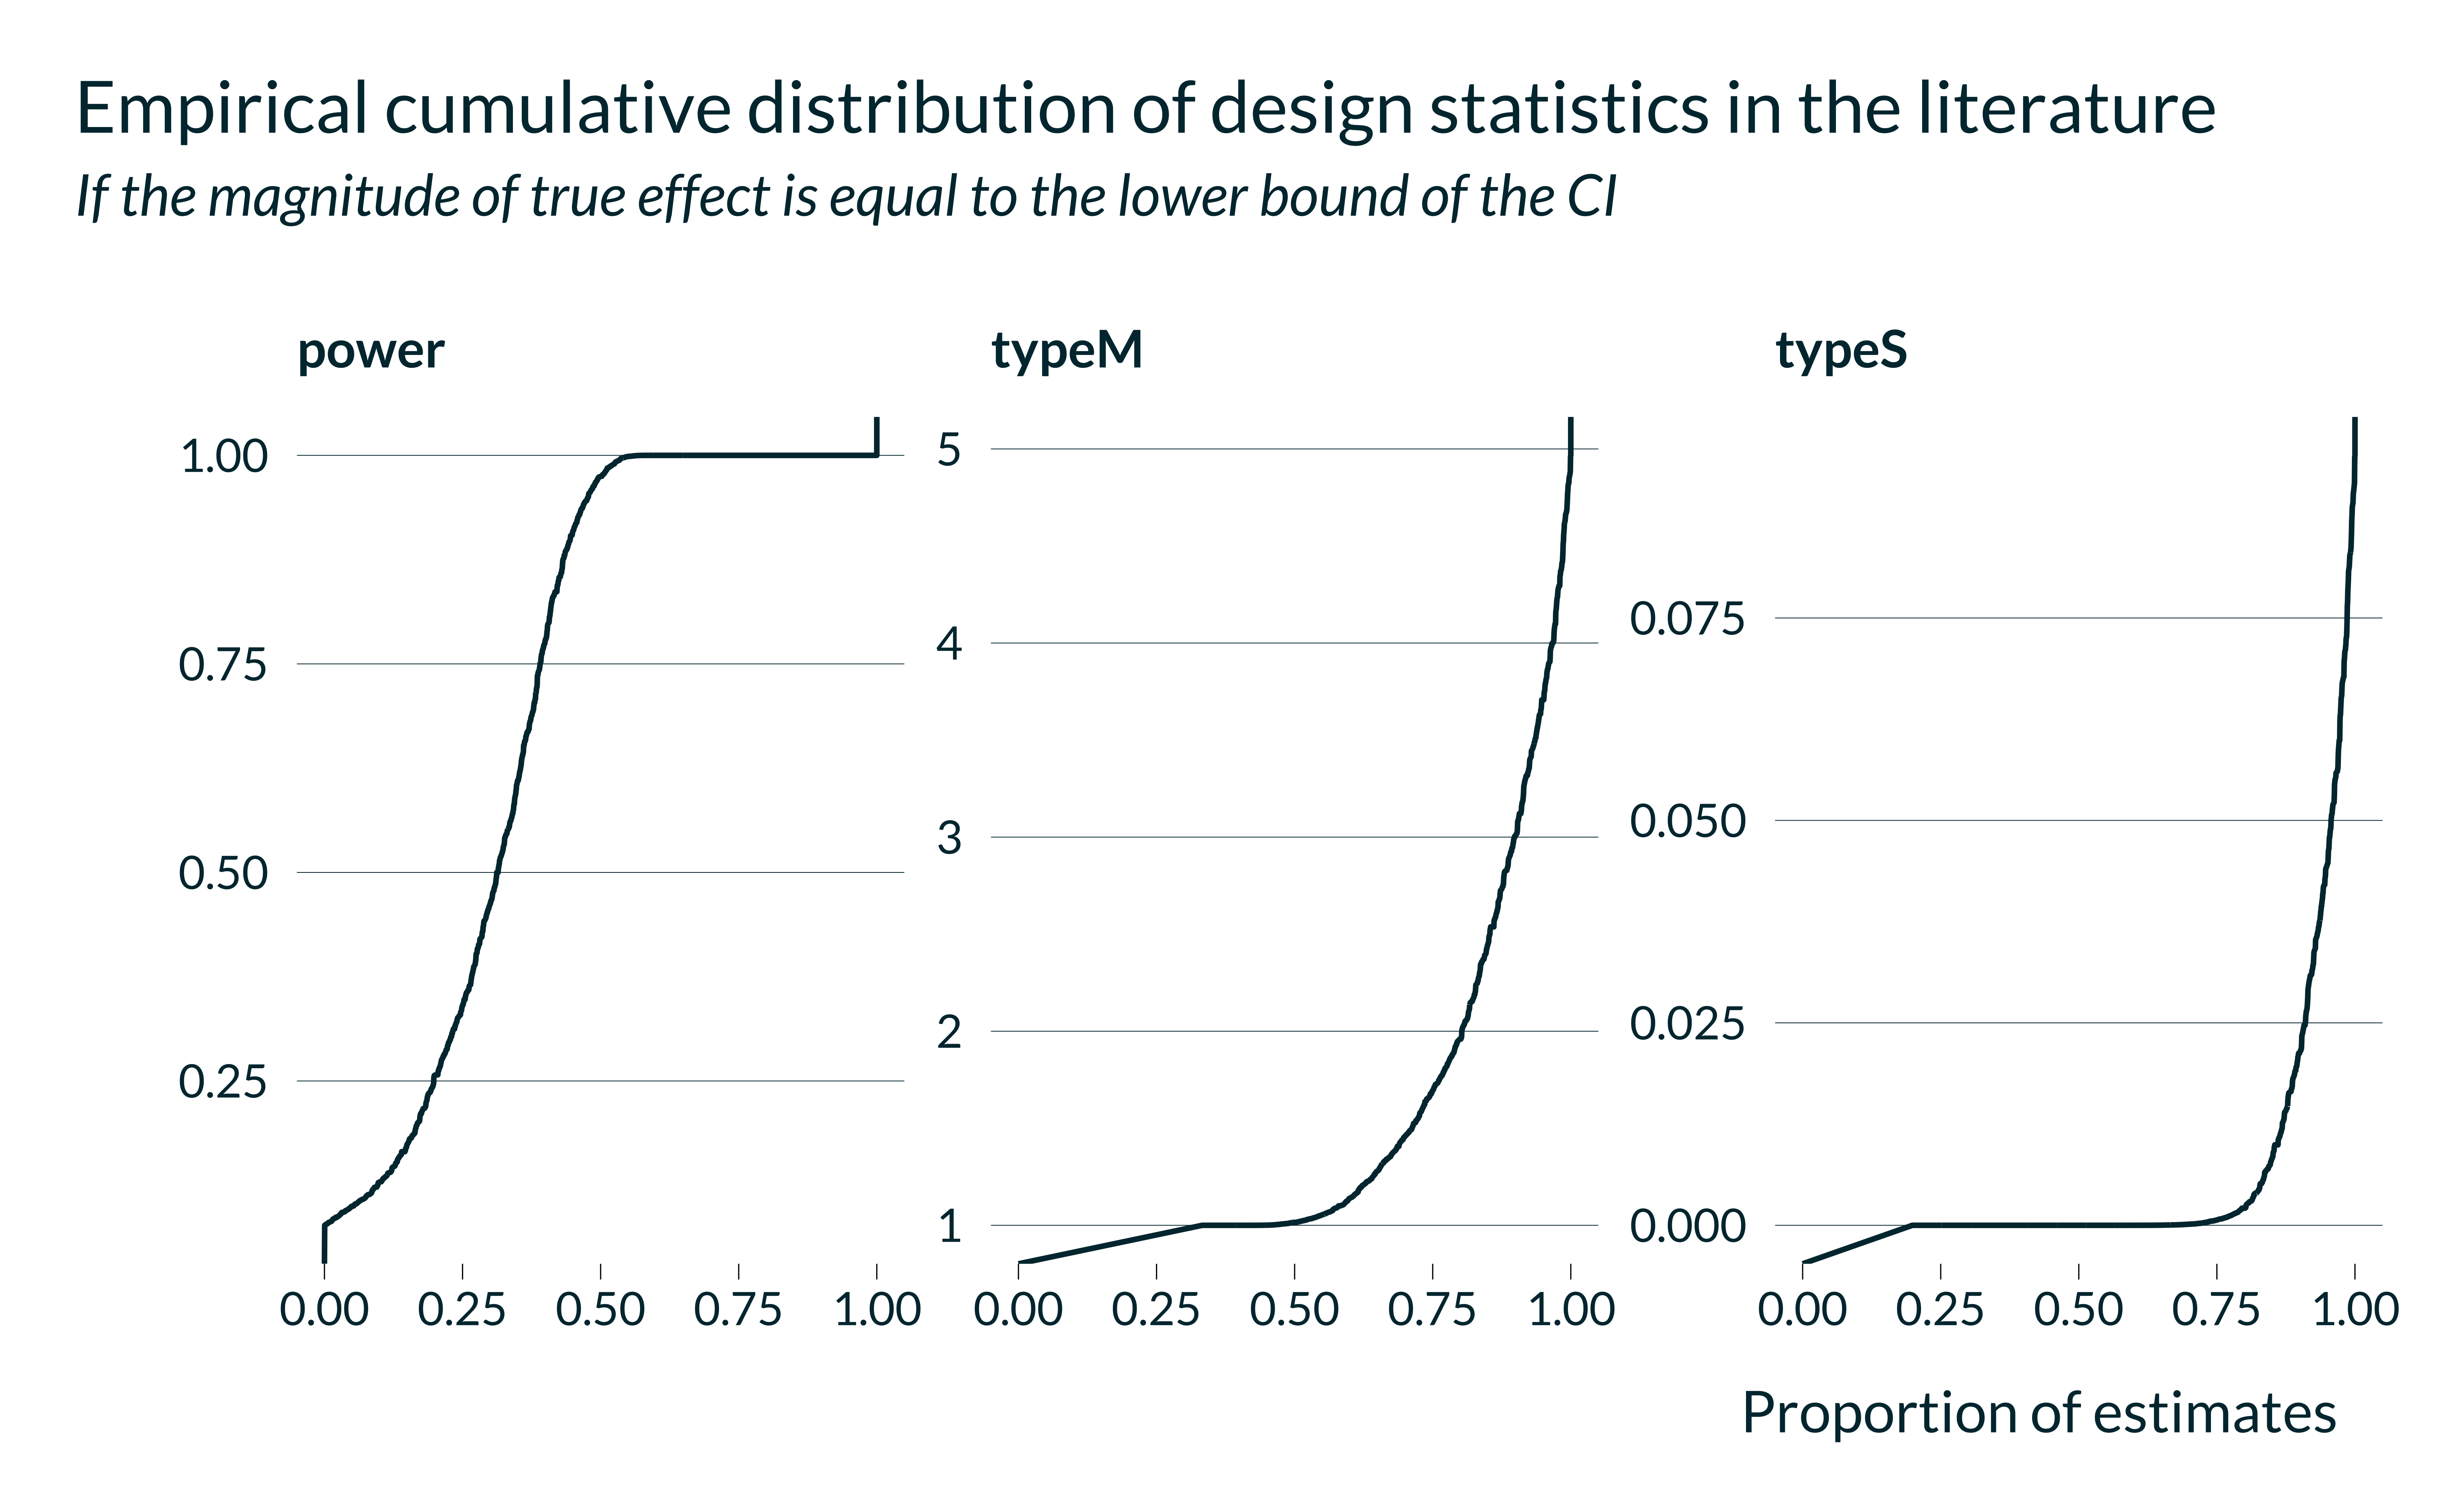 Empirical cumulative distribution of design statistics in the literature
If the magnitude of true effect is equal to the lower bound of the CI
power
1.00
0.75
0.50
0.25
0.00 0.25 0.50 0.75 1.00
typeM
5
4
3
2
1
0.00 0.25 0.50 0.75 1.00
typeS
0.075
0.050
0.025
0.000
0.00 0.25 0.50 0.75 1.00
Proportion of estimates